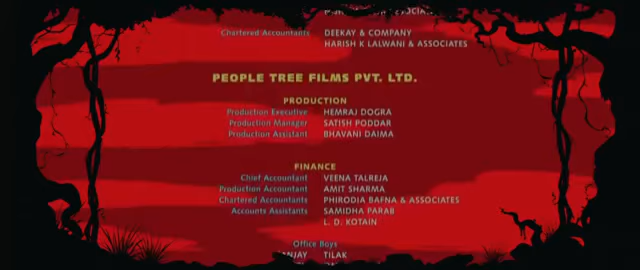 Chartered Accountants DEEKAY & COMPANY
HARISH K LALWANI & ASSOCIATES
PEOPLE TREE FILMS PVT. LTD.
PRODUCTION
Production Executive HEMRAJ DOGRA
Production Manager SATISH PODDAR
Production Assistant BHAVANI DAIMA
FINANCE
Chief Accountant VEENA TALREJA
Production Accountant AMIT SHARMA
Chartered Accountants PHIRODIA BAFNA & ASSOCIATES
Accounts Assistants SAMIDHA PARAB
L. D. KOTAIN
Office Boys
TILAK